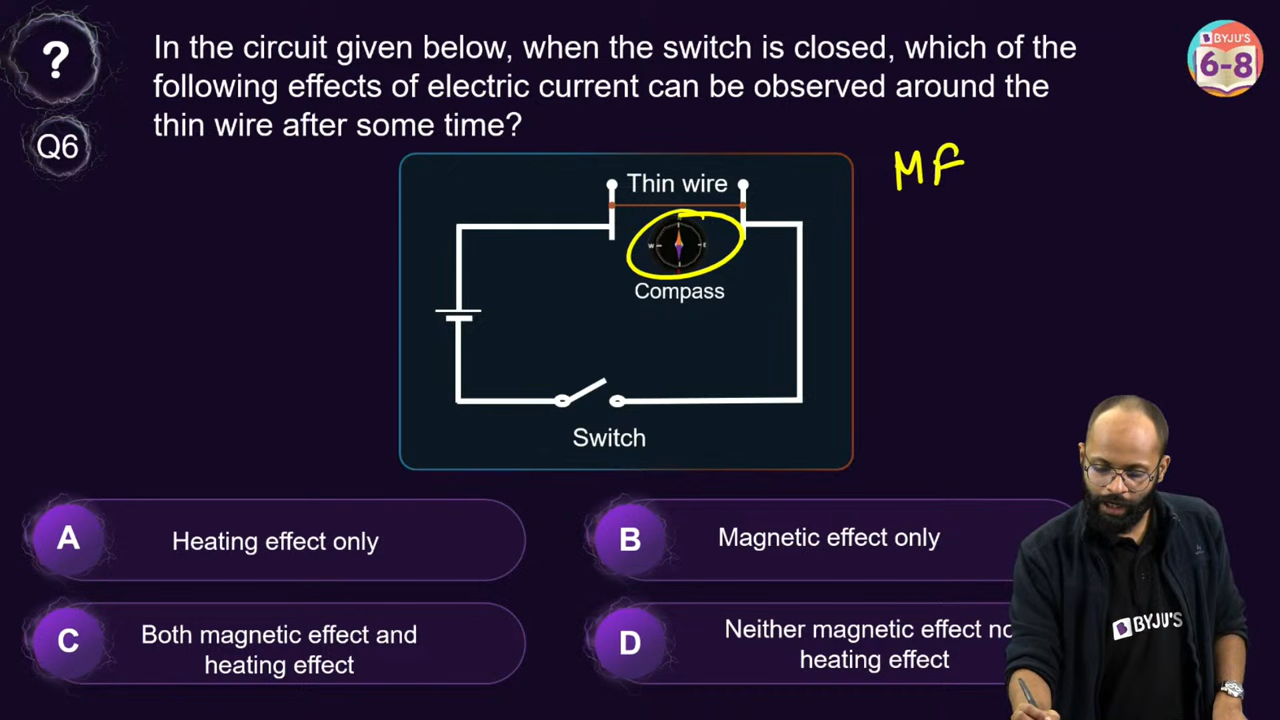 ?
In the circuit given below, when the switch is closed, which of the
following effects of electric current can be observed around the
thin wire after some time?
Q6
BYJU'S
6-8
MF
Thin wire
W
E
Compass
Switch
A
Heating effect only
B
Magnetic effect only
C
Both magnetic effect and
heating effect
D
Neither magnetic effect
heating effect
BYJU'S